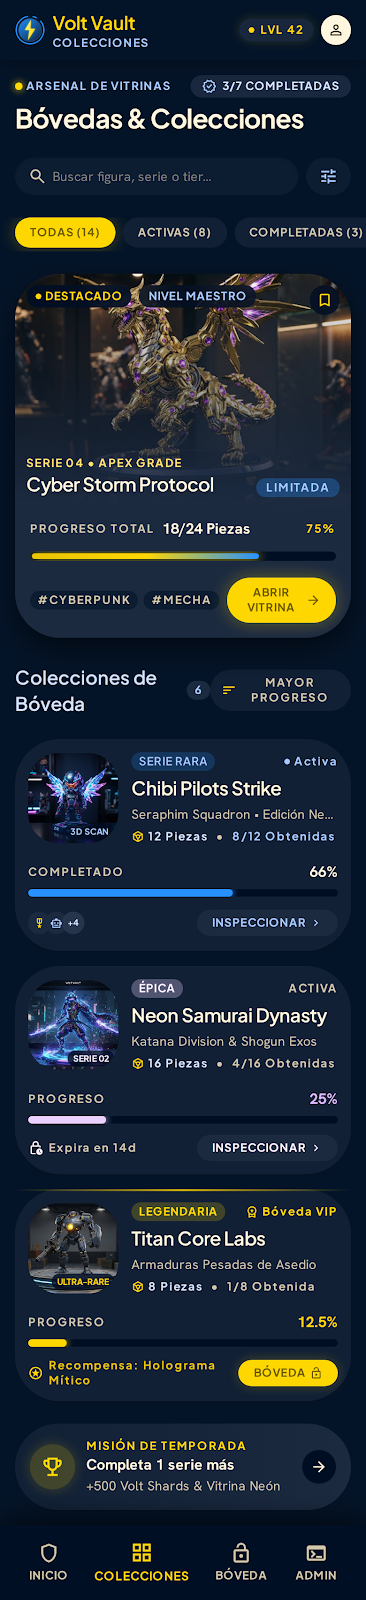 Volt Vault
COLECCIONES
LVL 42
ARSENAL DE VITRINAS
3/7 COMPLETADAS
Bóvedas & Colecciones
Buscar figura, serie o tier...
TODAS (14)
ACTIVAS (8)
COMPLETADAS (3)
DESTACADO
NIVEL MAESTRO
SERIE 04 • APEX GRADE
Cyber Storm Protocol
LIMITADA
PROGRESO TOTAL 18/24 Piezas
75%
#CYBERPUNK
#MECHA
ABRIR
VITRINA
Colecciones de
Bóveda
6
MAYOR
PROGRESO
SERIE RARA
Activa
Chibi Pilots Strike
Seraphim Squadron • Edición Ne...
12 Piezas • 8/12 Obtenidas
3D SCAN
COMPLETADO
66%
+4
INSPECCIONAR
ÉPICA
ACTIVA
Neon Samurai Dynasty
Katana Division & Shogun Exos
16 Piezas • 4/16 Obtenidas
SERIE 02
PROGRESO
25%
Expira en 14d
INSPECCIONAR
LEGENDARIA
Bóveda VIP
Titan Core Labs
Armaduras Pesadas de Asedio
8 Piezas • 1/8 Obtenida
ULTRA-RARE
PROGRESO
12.5%
Recompensa: Holograma
Mítico
BÓVEDA
MISIÓN DE TEMPORADA
Completa 1 serie más
+500 Volt Shards & Vitrina Neón
INICIO
COLECCIONES
BÓVEDA
ADMIN